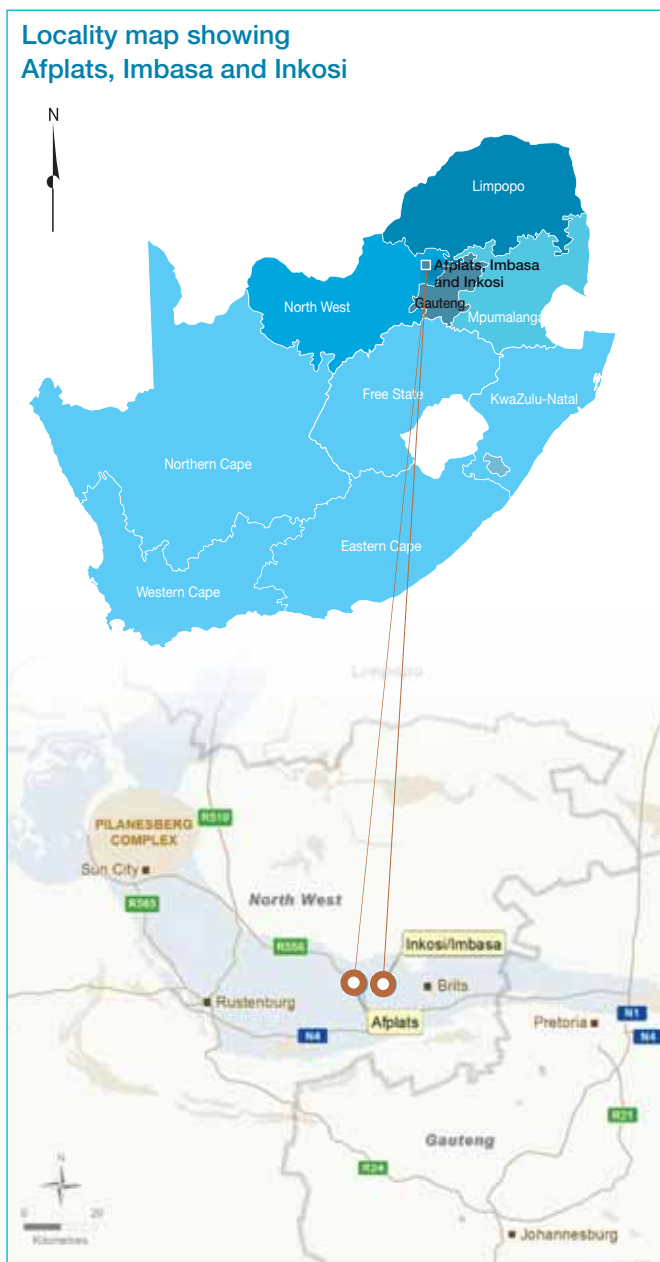 Locality map showing
Afplats, Imbasa and Inkosi
N
Limpopo
Afplats, Imbasa
and Inkosi
North West
Gauteng
Mpumalanga
Free State
KwaZulu-Natal
Northern Cape
Eastern Cape
Western Cape
Limpopo
R510
PILANESBERG
COMPLEX
Sun City
R565
North West
R556
Inkosi/Imbasa
Brits
Rustenburg
Afplats
N1
Pretoria
N4
N4
R21
Gauteng
N
R24
0 20
Kilometres
Johannesburg